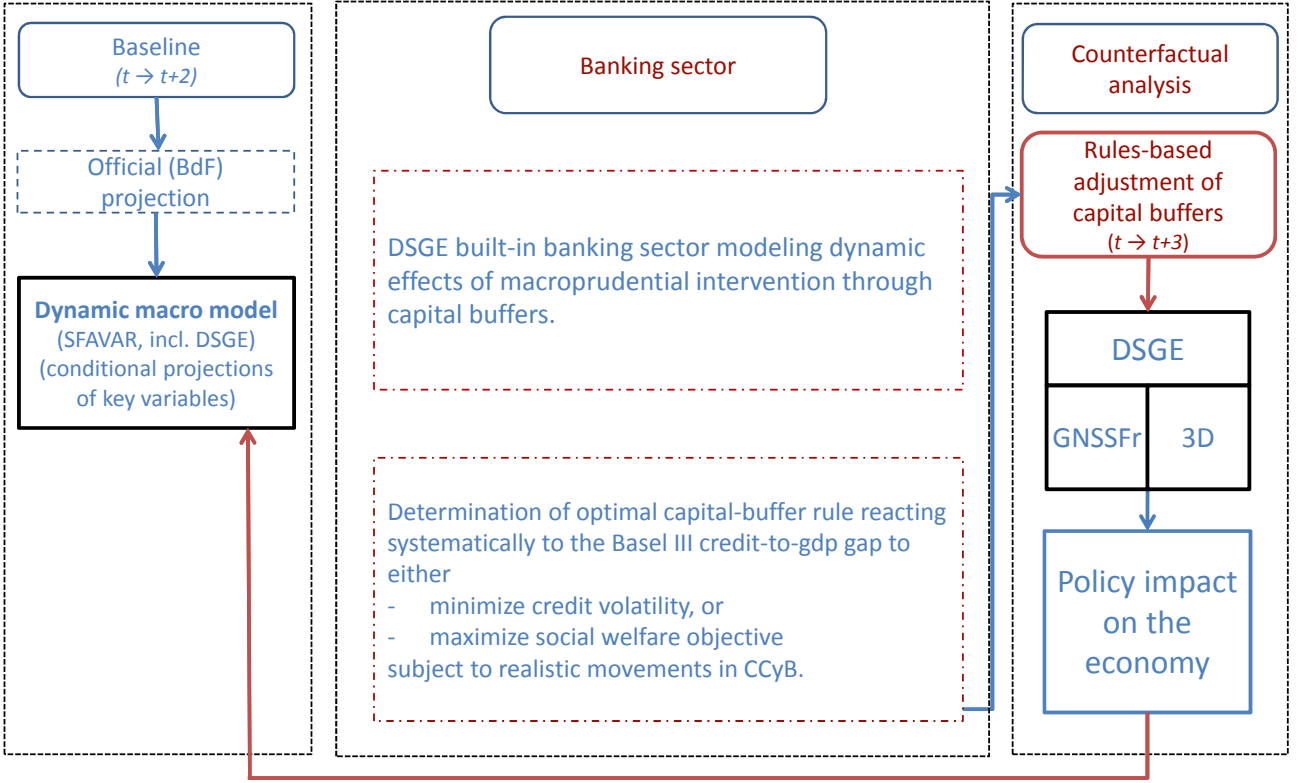 Baseline
(t → t+2)
Official (BdF)
projection
Dynamic macro model
(SFAVAR, incl. DSGE)
(conditional projections
of key variables)
Banking sector
DSGE built-in banking sector modeling dynamic
effects of macroprudential intervention through
capital buffers.
Determination of optimal capital-buffer rule reacting
systematically to the Basel III credit-to-gdp gap to
either
- minimize credit volatility, or
- maximize social welfare objective
subject to realistic movements in CCyB.
Counterfactual
analysis
Rules-based
adjustment of
capital buffers
(t → t+3)
DSGE
GNSSFr
3D
Policy impact
on the
economy